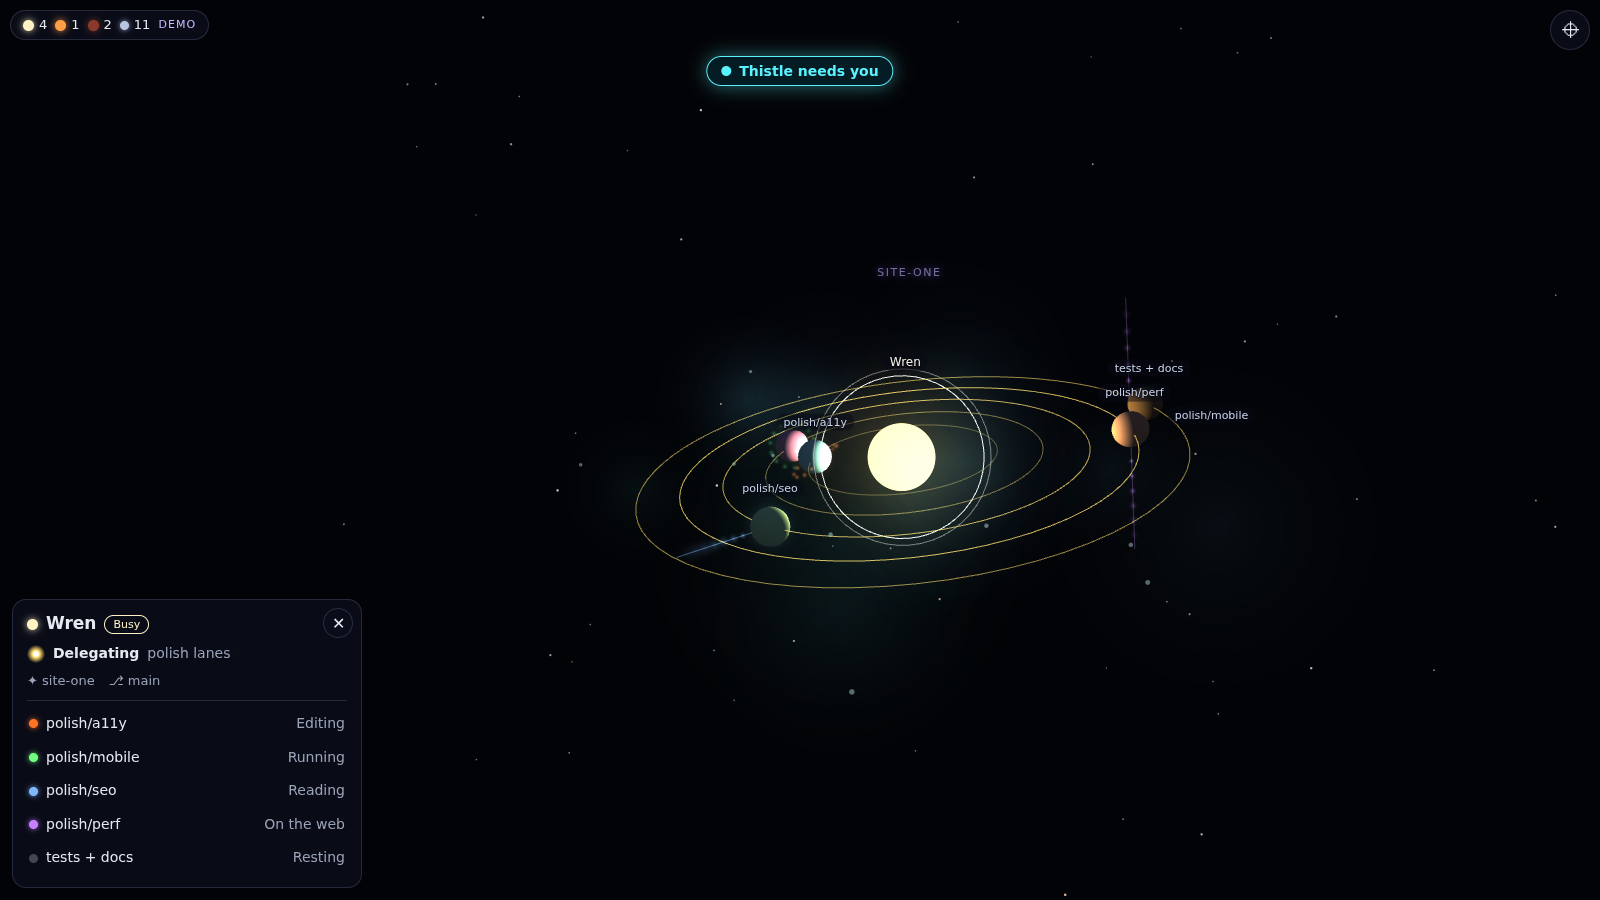 4 1 2 11 DEMO
Thistle needs you
SITE-ONE
Wren
tests + docs
polish/perf
polish/mobile
polish/a11y
polish/seo
Wren Busy
Delegating polish lanes
site-one main
polish/a11y Editing
polish/mobile Running
polish/seo Reading
polish/perf On the web
tests + docs Resting